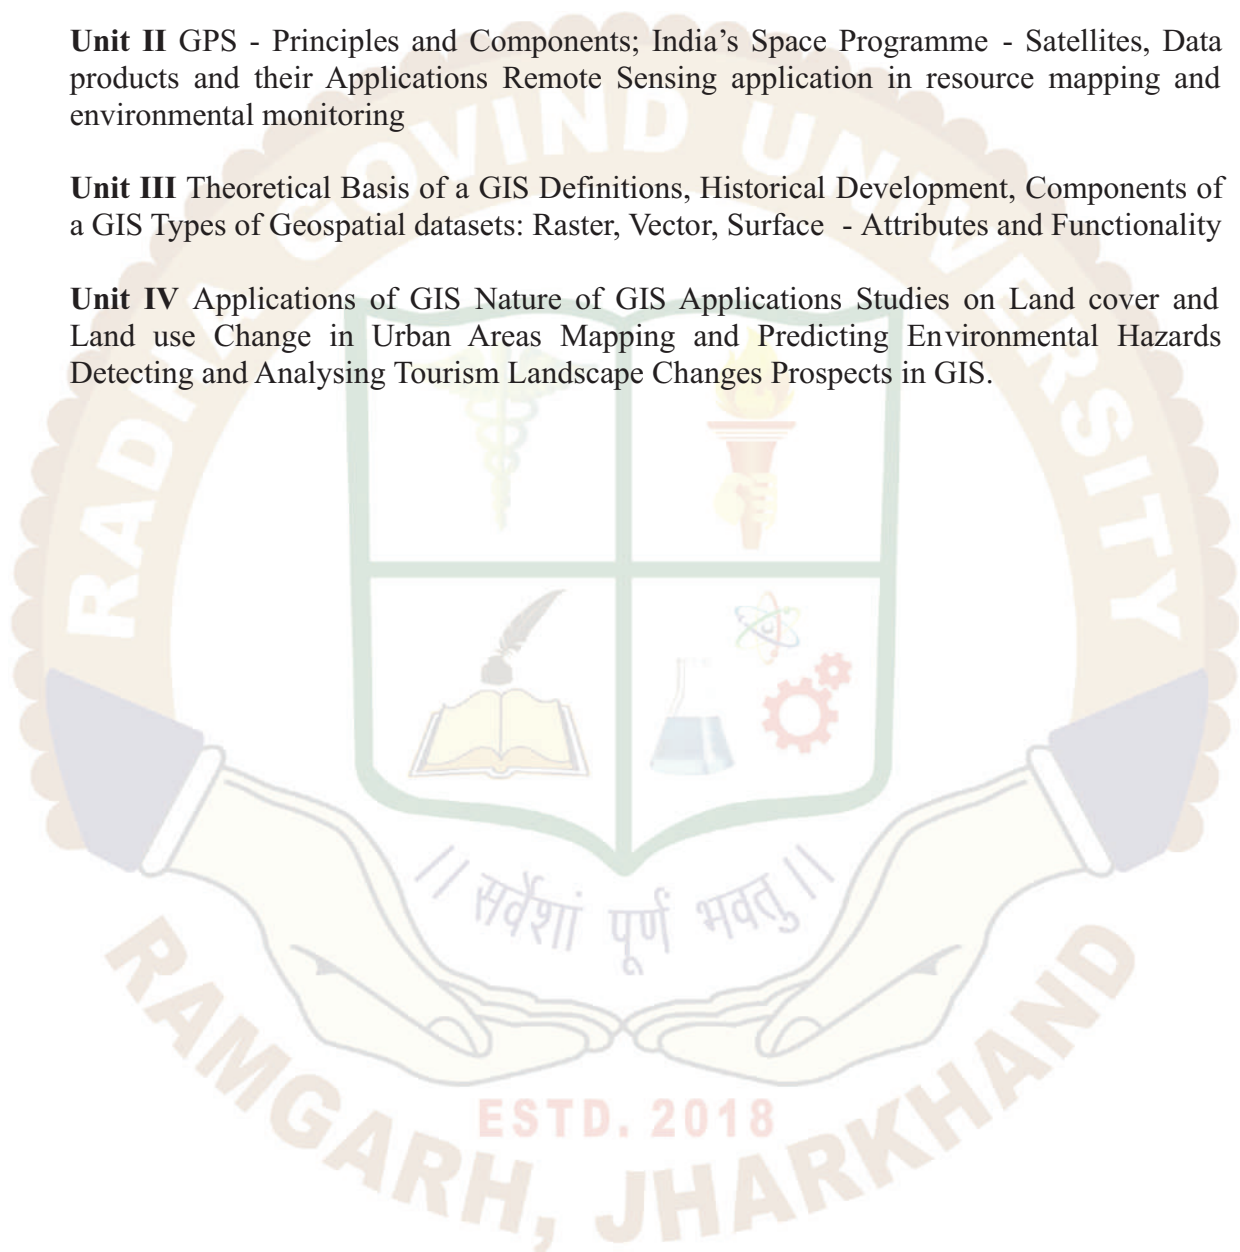 Unit II GPS - Principles and Components; India's Space Programme - Satellites, Data
products and their Applications Remote Sensing application in resource mapping and
environmental monitoring
Unit III Theoretical Basis of a GIS Definitions, Historical Development, Components of
a GIS Types of Geospatial datasets: Raster, Vector, Surface - Attributes and Functionality
Unit IV Applications of GIS Nature of GIS Applications Studies on Land cover and
Land use Change in Urban Areas Mapping and Predicting Environmental Hazards
Detecting and Analysing Tourism Landscape Changes Prospects in GIS.
RADHA GOVIND UNIVERSITY
|| सर्वेशां पूर्ण भवतु ||
ESTD. 2018
RAMGARH, JHARKHAND